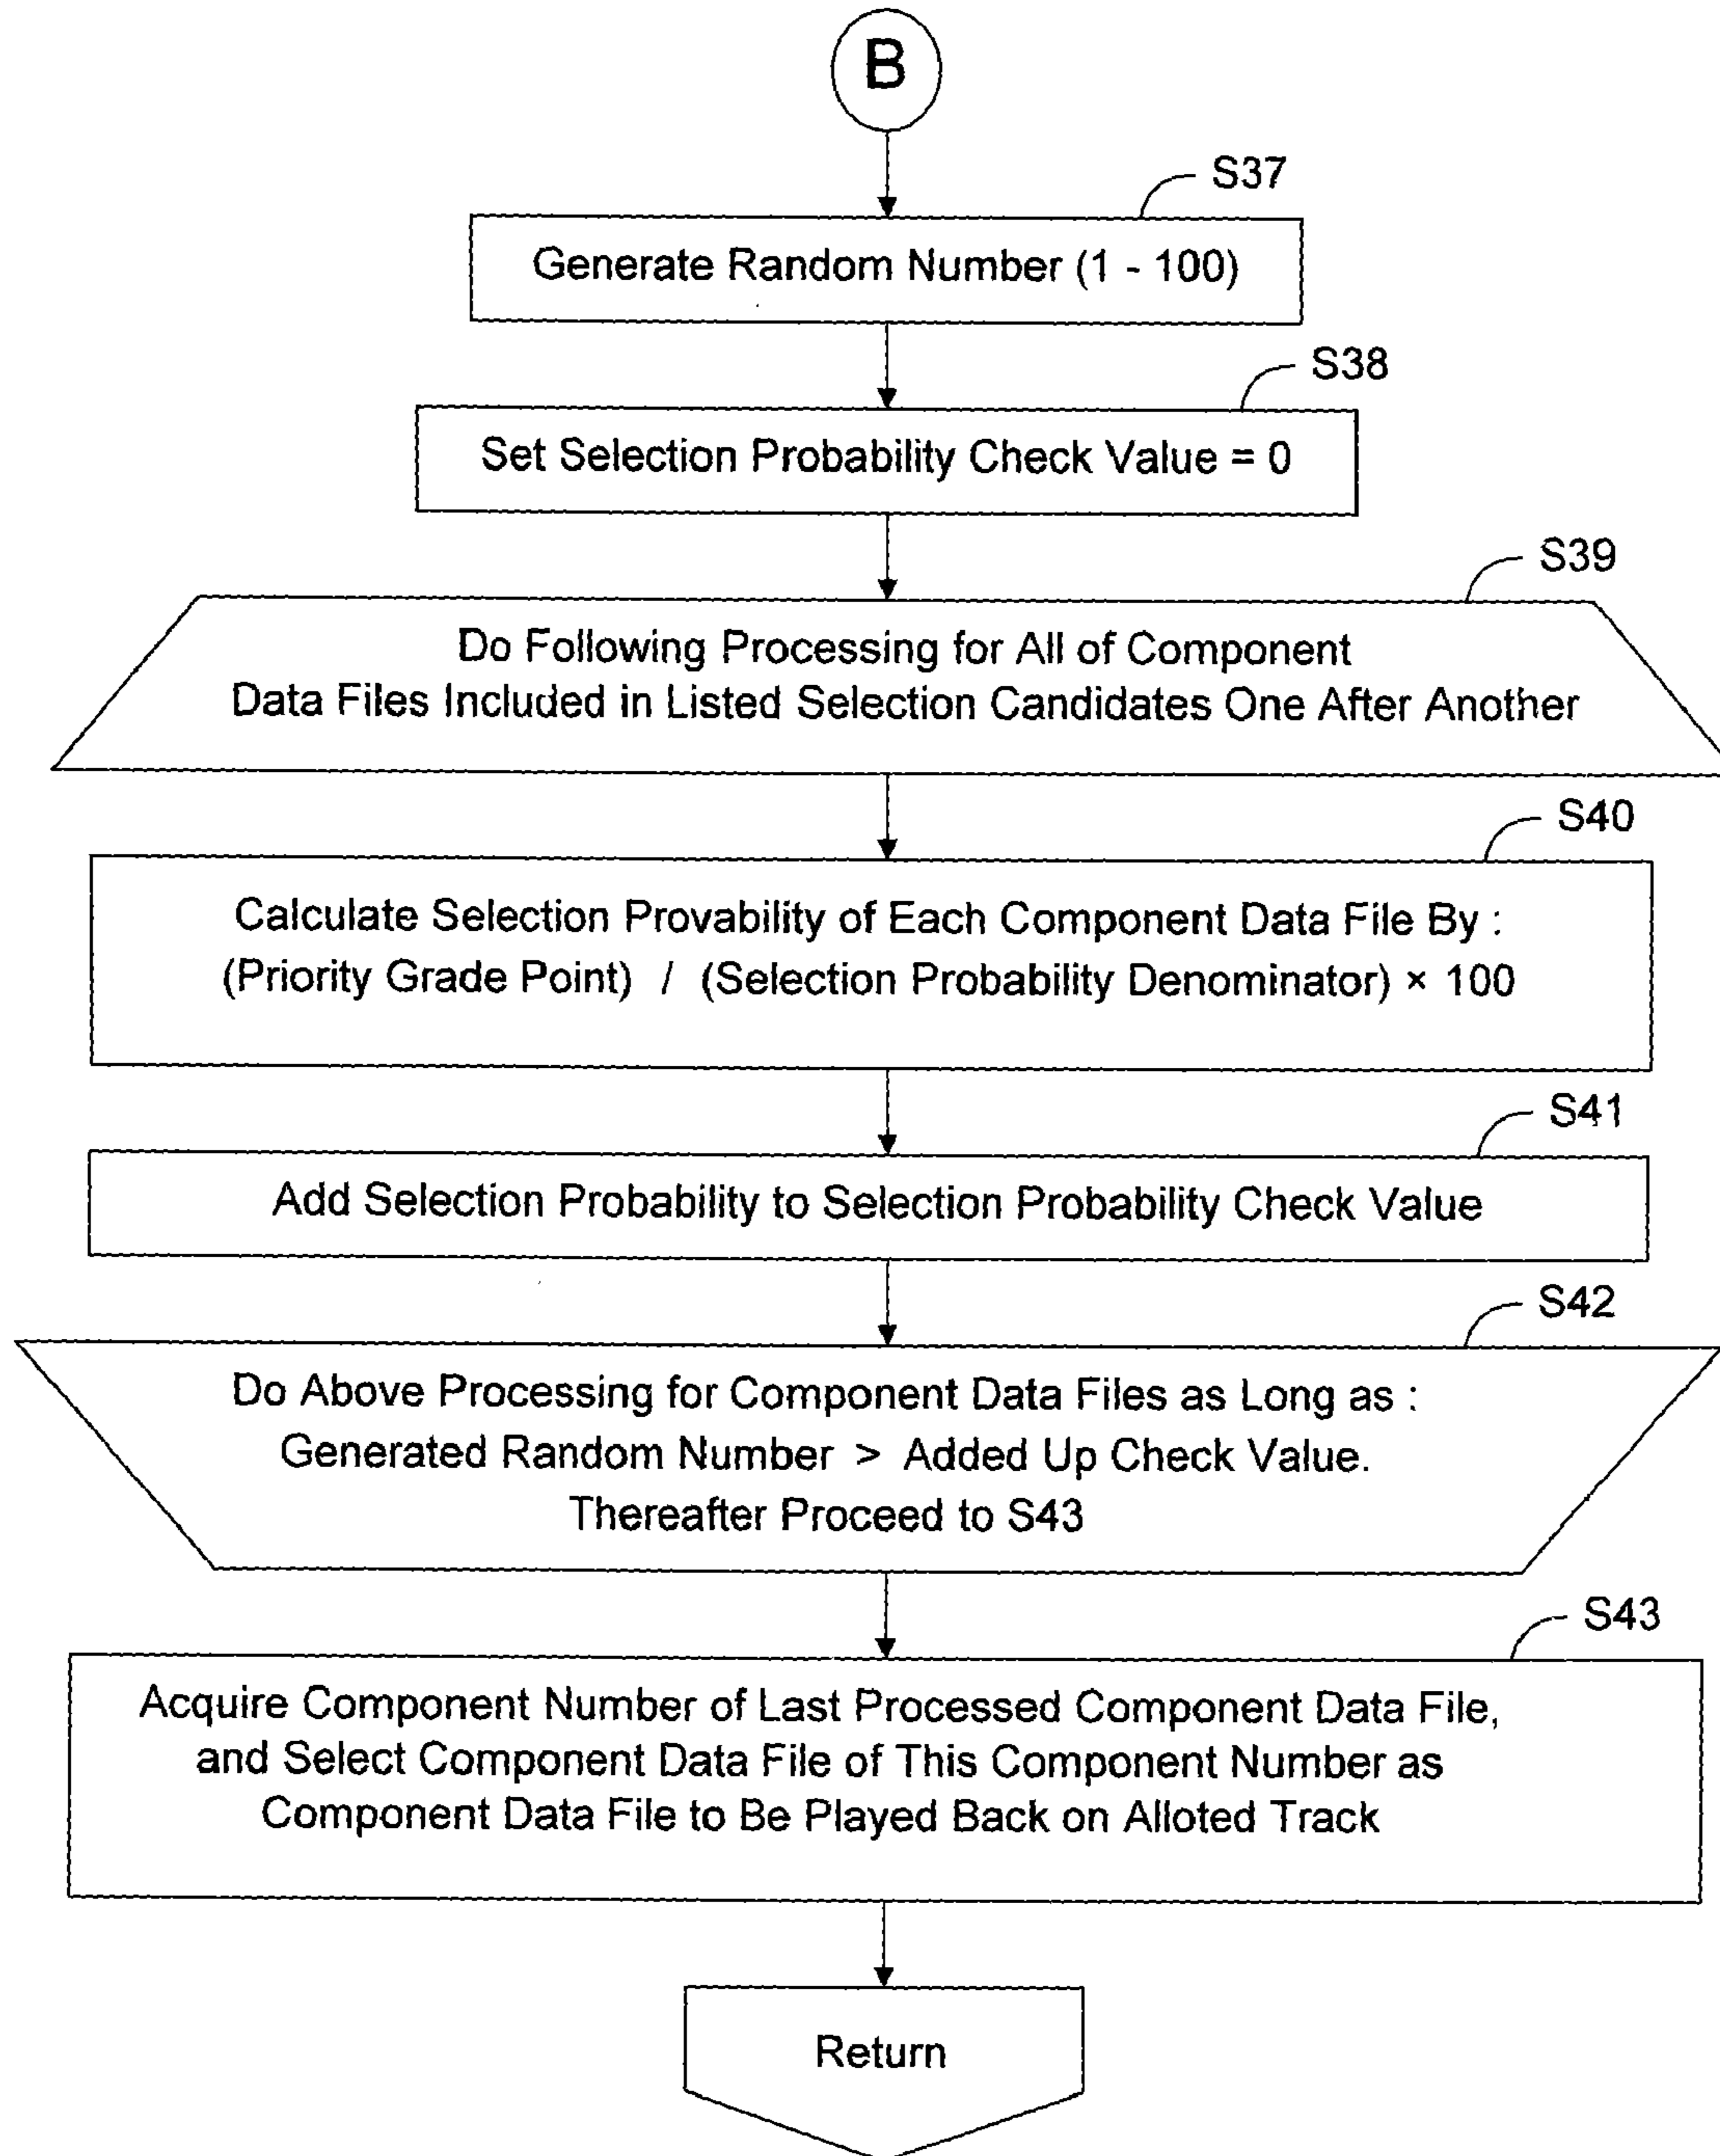 B
S37
Generate Random Number (1 - 100)
S38
Set Selection Probability Check Value = 0
S39
Do Following Processing for All of Component
Data Files Included in Listed Selection Candidates One After Another
S40
Calculate Selection Provability of Each Component Data File By :
(Priority Grade Point) / (Selection Probability Denominator) × 100
S41
Add Selection Probability to Selection Probability Check Value
S42
Do Above Processing for Component Data Files as Long as :
Generated Random Number > Added Up Check Value.
Thereafter Proceed to S43
S43
Acquire Component Number of Last Processed Component Data File,
and Select Component Data File of This Component Number as
Component Data File to Be Played Back on Alloted Track
Return